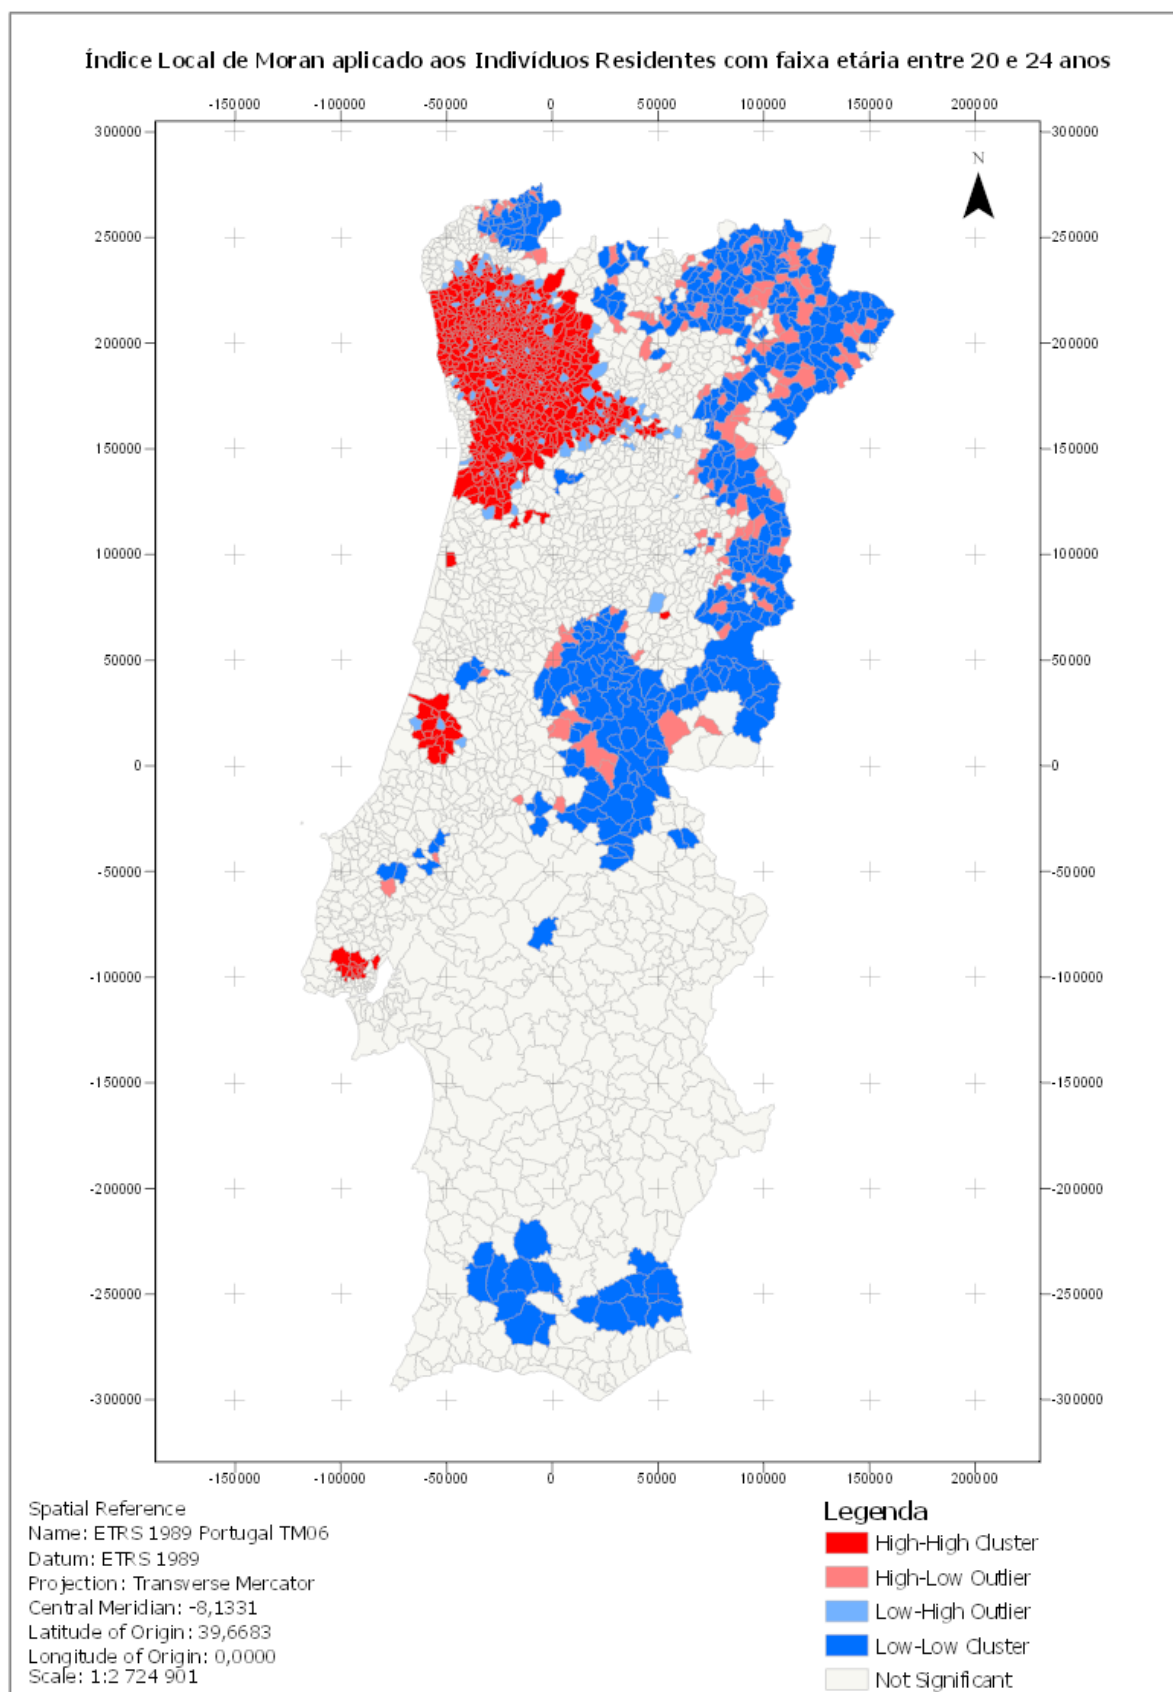 Índice Local de Moran aplicado aos Indivíduos Residentes com faixa etária entre 20 e 24 anos
-150000 -100000 -50000 0 50000 100000 150000 200000
300000 300000
N
250000 250000
200000 200000
150000 150000
100000 100000
50000 50000
0 0
-50000 -50000
-100000 -100000
-150000 -150000
-200000 -200000
-250000 -250000
-300000 -300000
-150000 -100000 -50000 0 50000 100000 150000 200000
Spatial Reference
Name: ETRS 1989 Portugal TM06
Datum: ETRS 1989
Projection: Transverse Mercator
Central Meridian: -8,1331
Latitude of Origin: 39,6683
Longitude of Origin: 0,0000
Scale: 1:2 724 901
Legenda
High-High Cluster
High-Low Outlier
Low-High Outlier
Low-Low Cluster
Not Significant